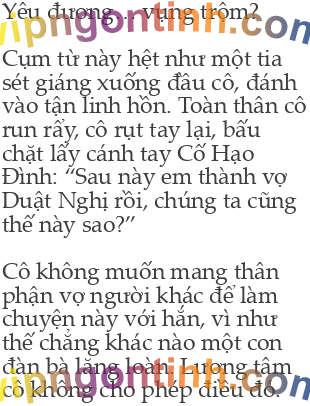 Yêu đương… vụng trộm?
vipngontinh.com
Cụm từ này hệt như một tia
sét giáng xuống đầu cô, đánh
vào tận linh hồn. Toàn thân cô
run rẩy, cô rụt tay lại, bấu
chặt lấy cánh tay Cố Hạo
Đình: “Sau này em thành vợ
Duật Nghị rồi, chúng ta cũng
thế này sao?”
Cô không muốn mang thân
phận vợ người khác để làm
chuyện này với hắn, vì như
thế chẳng khác nào một con
đàn bà lăng loàn. Lương tâm
cô không cho phép điều đó.
vipngontinh.com